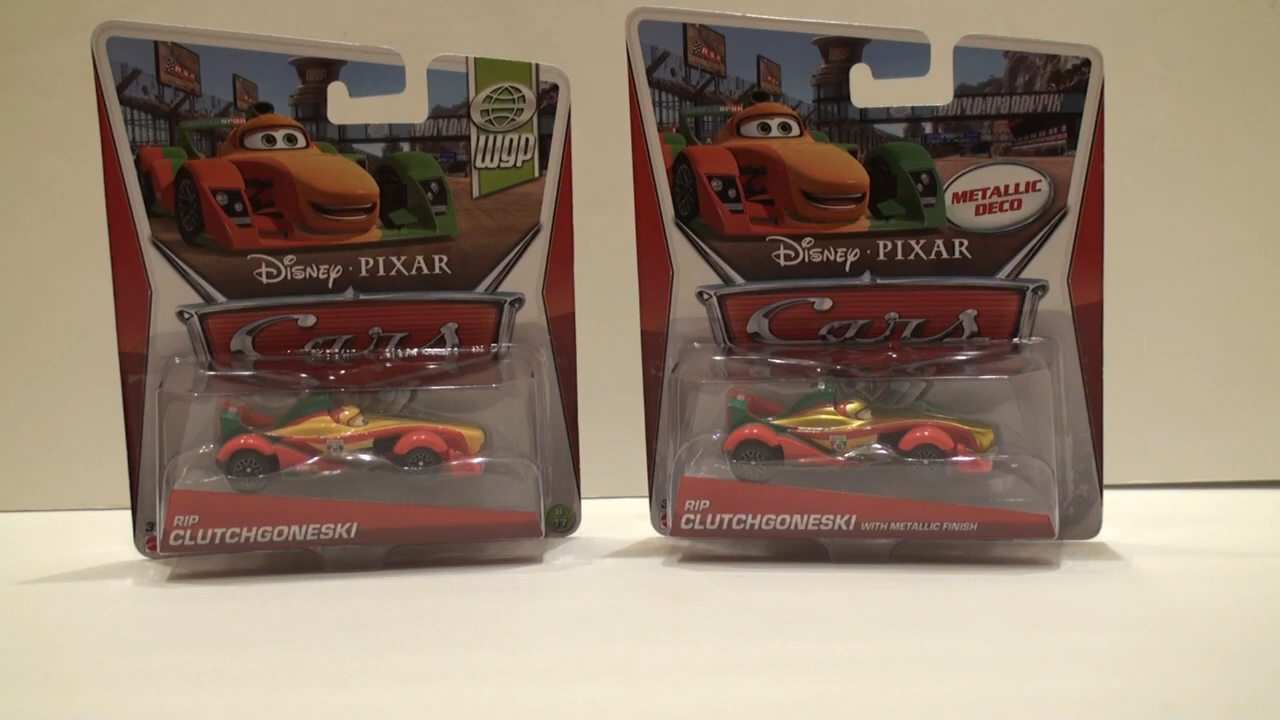 WGP
DISNEY · PIXAR
Cars
RIP
CLUTCHGONESKI
METALLIC
DECO
DISNEY · PIXAR
Cars
RIP
CLUTCHGONESKI WITH METALLIC FINISH